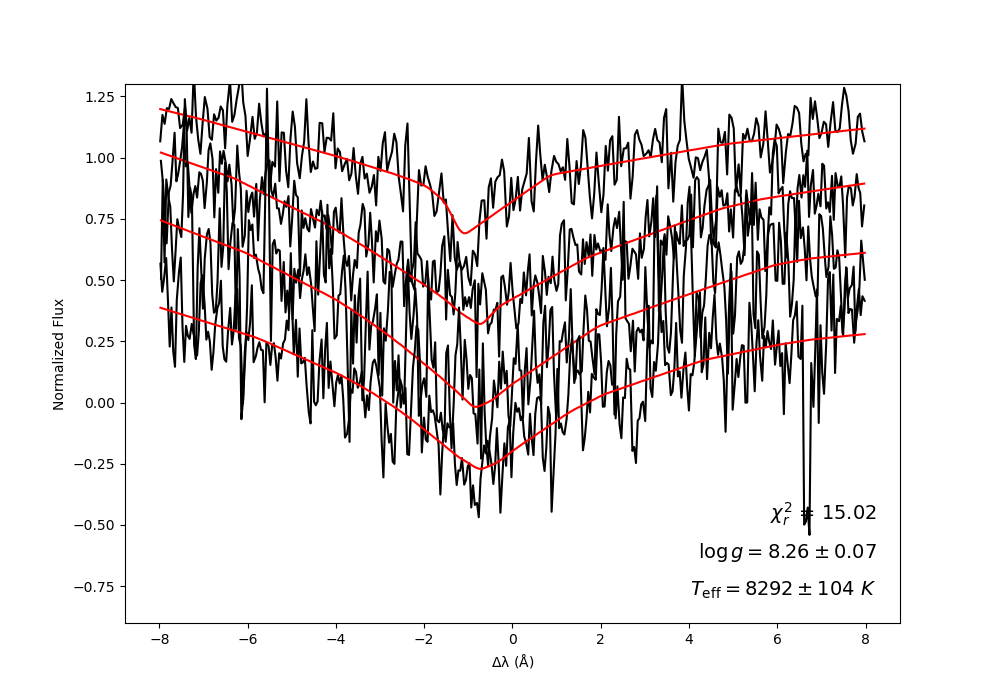 1.25
1.00
0.75
0.50
0.25
0.00
−0.25
−0.50
−0.75
Normalized Flux
χ²ᵣ = 15.02
log g = 8.26 ± 0.07
T_eff = 8292 ± 104 K
−8 −6 −4 −2 0 2 4 6 8
Δλ (Å)